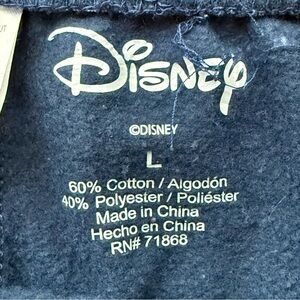 Disney
©DISNEY
L
60% Cotton / Algodón
40% Polyester / Poliéster
Made in China
Hecho en China
RN# 71868